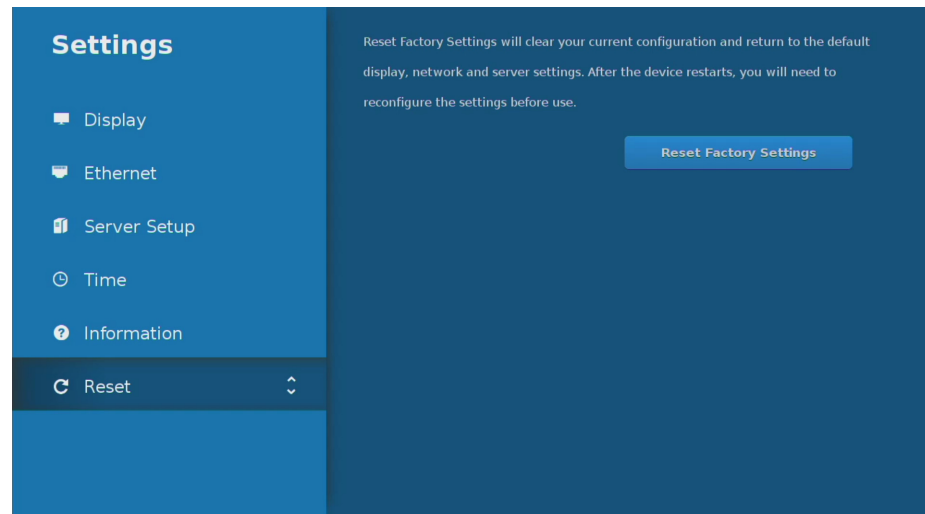 Settings
Display
Ethernet
Server Setup
Time
Information
Reset
Reset Factory Settings will clear your current configuration and return to the default
display, network and server settings. After the device restarts, you will need to
reconfigure the settings before use.
Reset Factory Settings